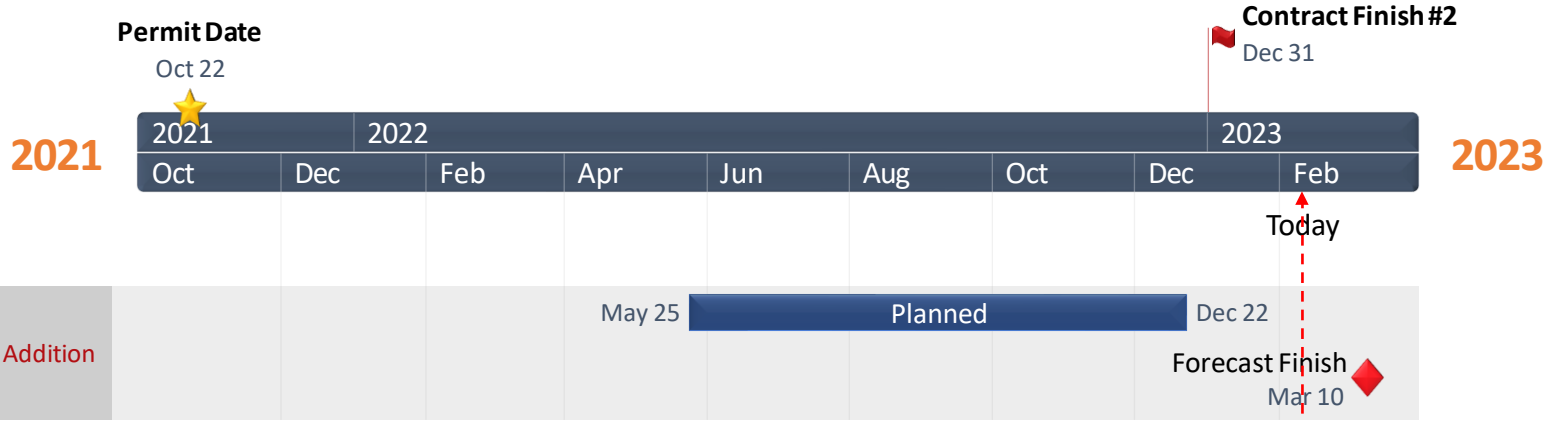 Permit Date
Oct 22
Contract Finish #2
Dec 31
2021
2021 2022 2023
Oct Dec Feb Apr Jun Aug Oct Dec Feb
2023
Today
Addition
May 25 Planned Dec 22
Forecast Finish
Mar 10